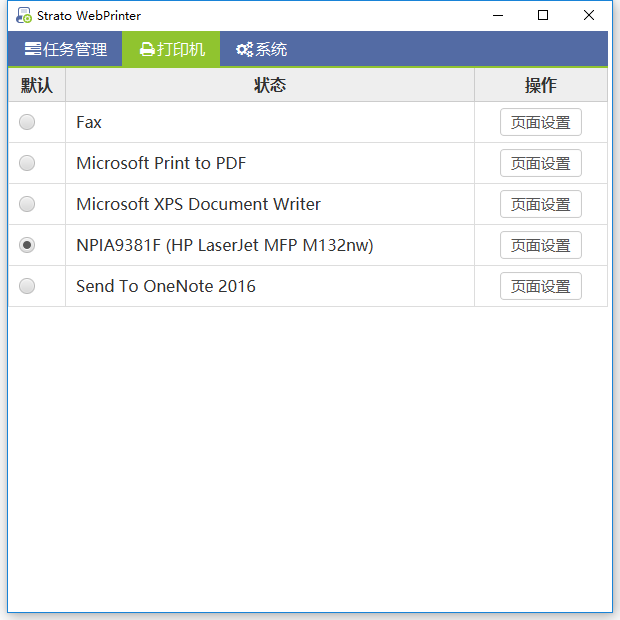 Strato WebPrinter
任务管理 打印机 系统
默认 状态 操作
Fax 页面设置
Microsoft Print to PDF 页面设置
Microsoft XPS Document Writer 页面设置
NPIA9381F (HP LaserJet MFP M132nw) 页面设置
Send To OneNote 2016 页面设置